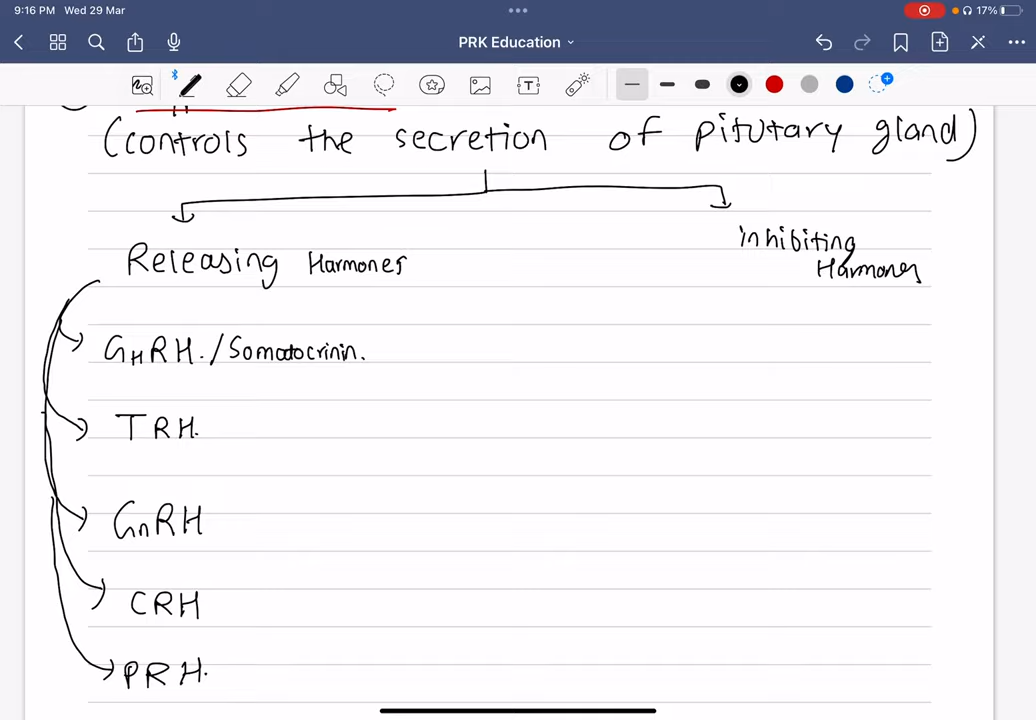 9:16 PM Wed 29 Mar
17%
PRK Education
(controls the secretion of pitutary gland)
Releasing Harmones
inhibiting
Harmones
GHRH. / Somatocrinin.
TRH.
GnRH
CRH
PRH.